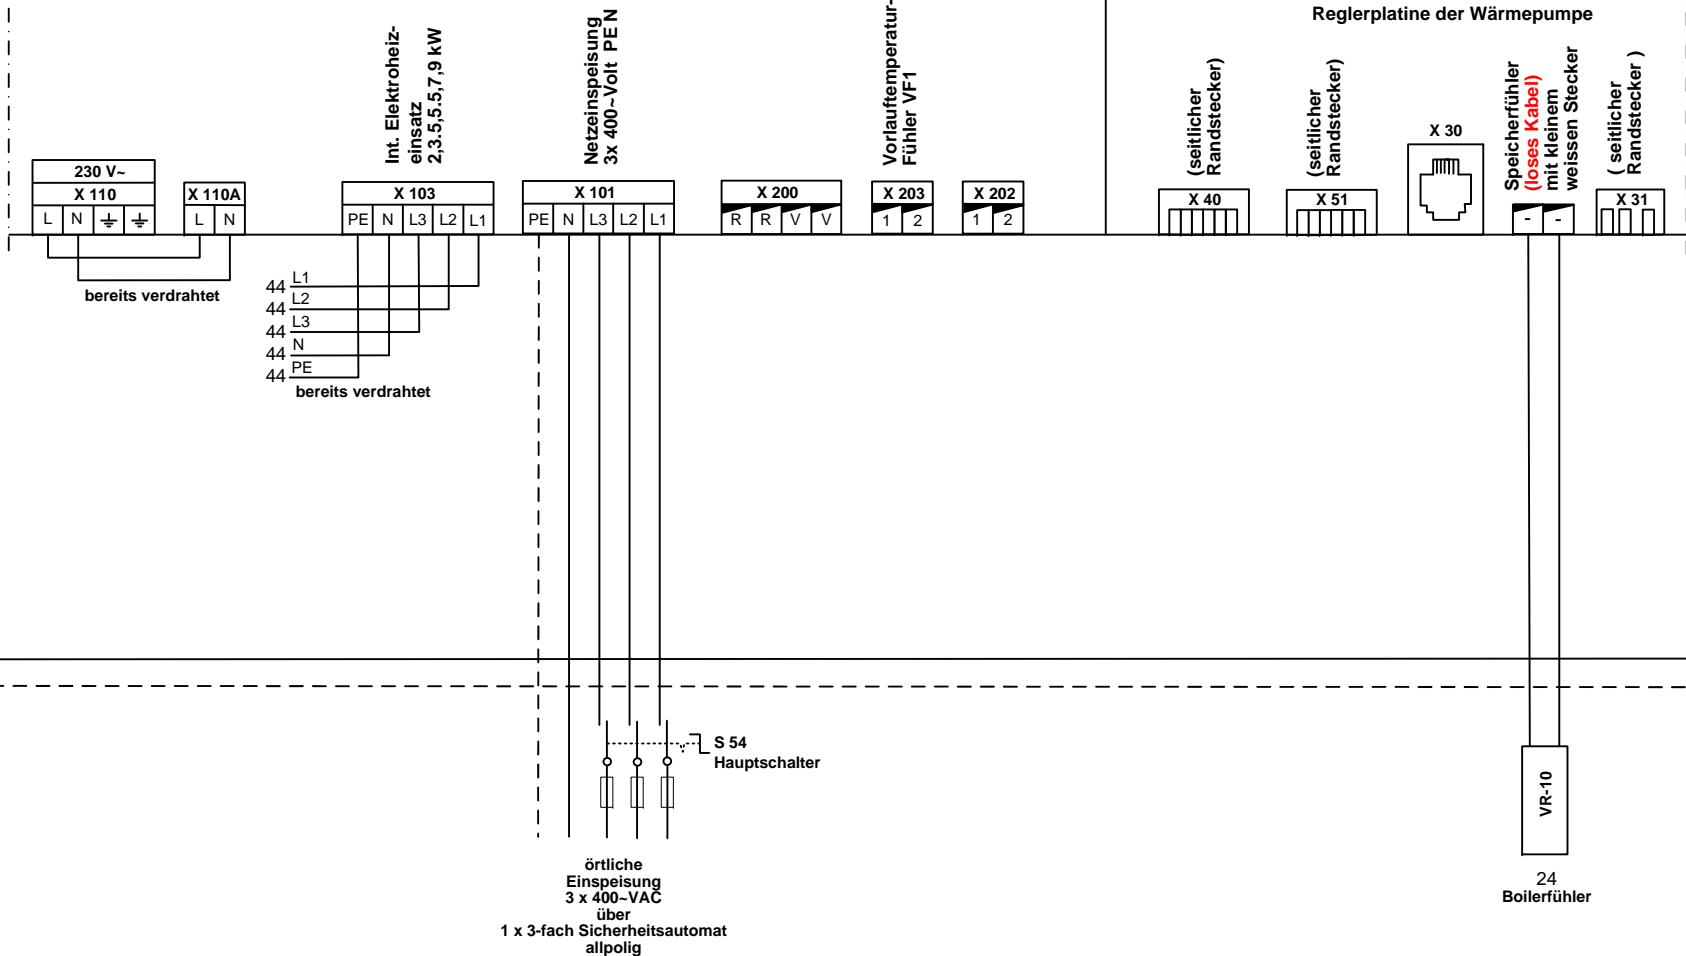 Reglerplatine der Wärmepumpe
Int. Elektroheiz-
einsatz
2,3.5,5.5,7,9 kW
Netzeinspeisung
3x 400~Volt PE N
Vorlauftemperatur-
Fühler VF1
(seitlicher
Randstecker)
(seitlicher
Randstecker)
X 30
Speicherfühler
(loses Kabel)
mit kleinem
weissen Stecker
( seitlicher
Randstecker )
230 V~
X 110
L N
X 110A
L N
X 103
PE N L3 L2 L1
X 101
PE N L3 L2 L1
X 200
R R V V
X 203
1 2
X 202
1 2
X 40
X 51
- -
X 31
bereits verdrahtet
44 L1
44 L2
44 L3
44 N
44 PE
bereits verdrahtet
S 54
Hauptschalter
örtliche
Einspeisung
3 x 400~VAC
über
1 x 3-fach Sicherheitsautomat
allpolig
VR-10
24
Boilerfühler